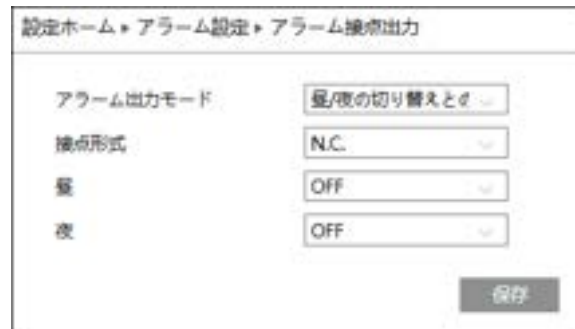 設定ホーム▸アラーム設定▸アラーム接点出力
アラーム出力モード 昼/夜の切り替えと
接点形式 N.C.
昼 OFF
夜 OFF
保存